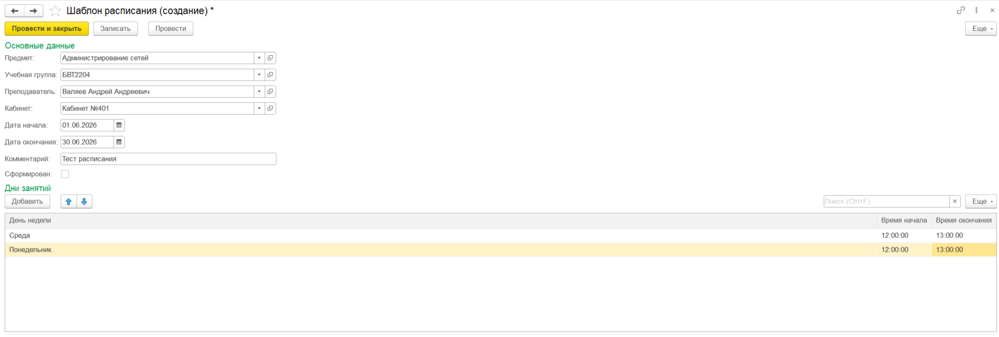 Шаблон расписания (создание) *
Провести и закрыть Записать Провести Еще
Основные данные
Предмет: Администрирование сетей
Учебная группа: БВТ2204
Преподаватель: Валяев Андрей Андреевич
Кабинет: Кабинет №401
Дата начала: 01.06.2026
Дата окончания: 30.06.2026
Комментарий: Тест расписания
Сформирован:
Дни занятий
Добавить Поиск (Ctrl+F) × Еще
День недели Время начала Время окончания
Среда 12:00:00 13:00:00
Понедельник 12:00:00 13:00:00